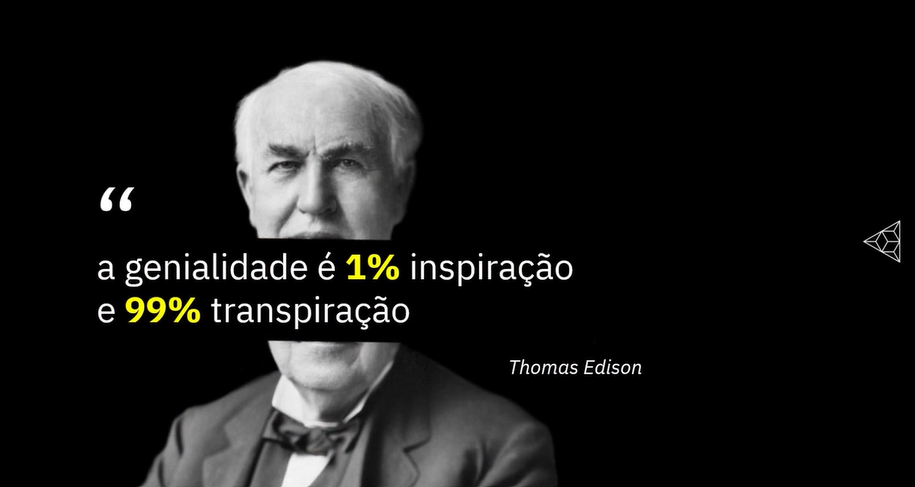 “
a genialidade é 1% inspiração
e 99% transpiração
Thomas Edison